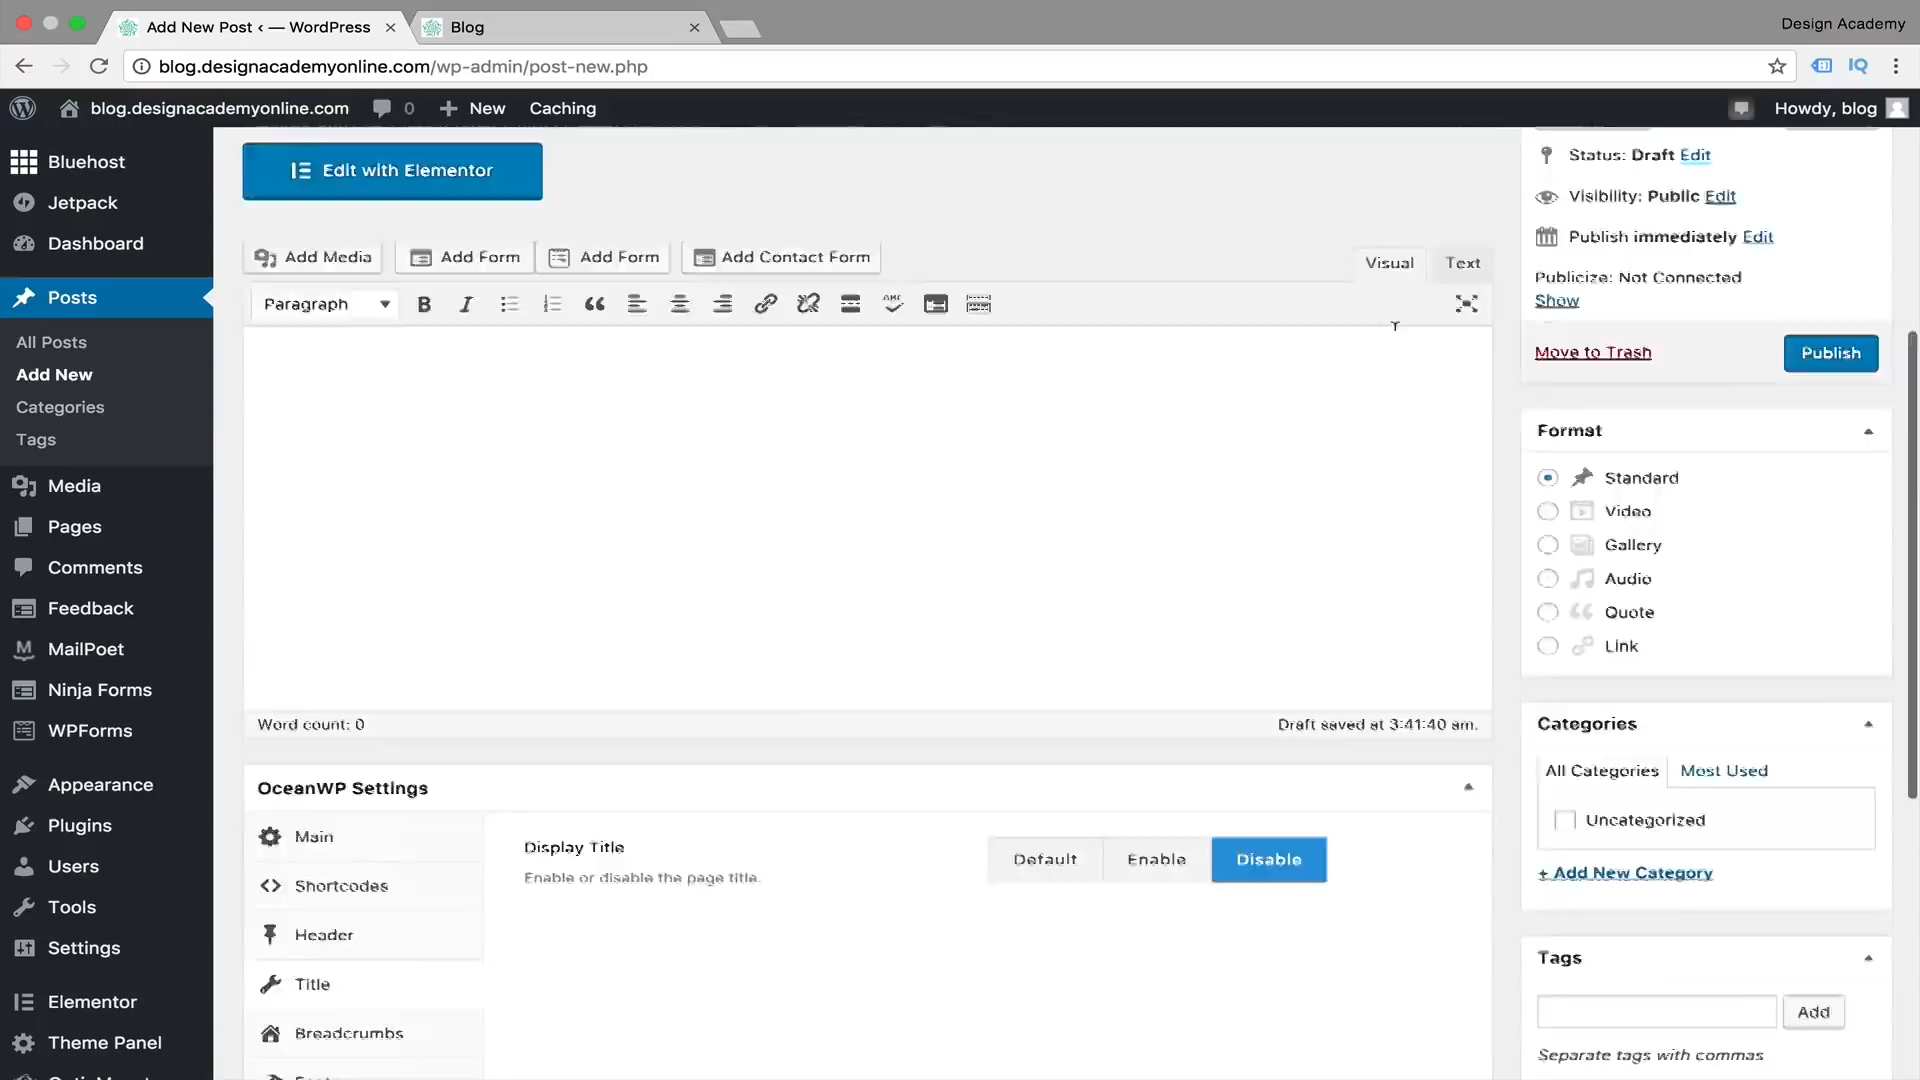 Add New Post ‹ — WordPress
Blog
Design Academy
blog.designacademyonline.com/wp-admin/post-new.php
IQ
blog.designacademyonline.com
0
New
Caching
Howdy, blog
Bluehost
Jetpack
Dashboard
Posts
All Posts
Add New
Categories
Tags
Media
Pages
Comments
Feedback
MailPoet
Ninja Forms
WPForms
Appearance
Plugins
Users
Tools
Settings
Elementor
Theme Panel
Edit with Elementor
Add Media
Add Form
Add Form
Add Contact Form
Visual
Text
Paragraph
B
I
ABC
Word count: 0
Draft saved at 3:41:40 am.
OceanWP Settings
Main
Shortcodes
Header
Title
Breadcrumbs
Display Title
Enable or disable the page title.
Default
Enable
Disable
Status: Draft Edit
Visibility: Public Edit
Publish immediately Edit
Publicize: Not Connected
Show
Move to Trash
Publish
Format
Standard
Video
Gallery
Audio
Quote
Link
Categories
All Categories
Most Used
Uncategorized
+ Add New Category
Tags
Add
Separate tags with commas